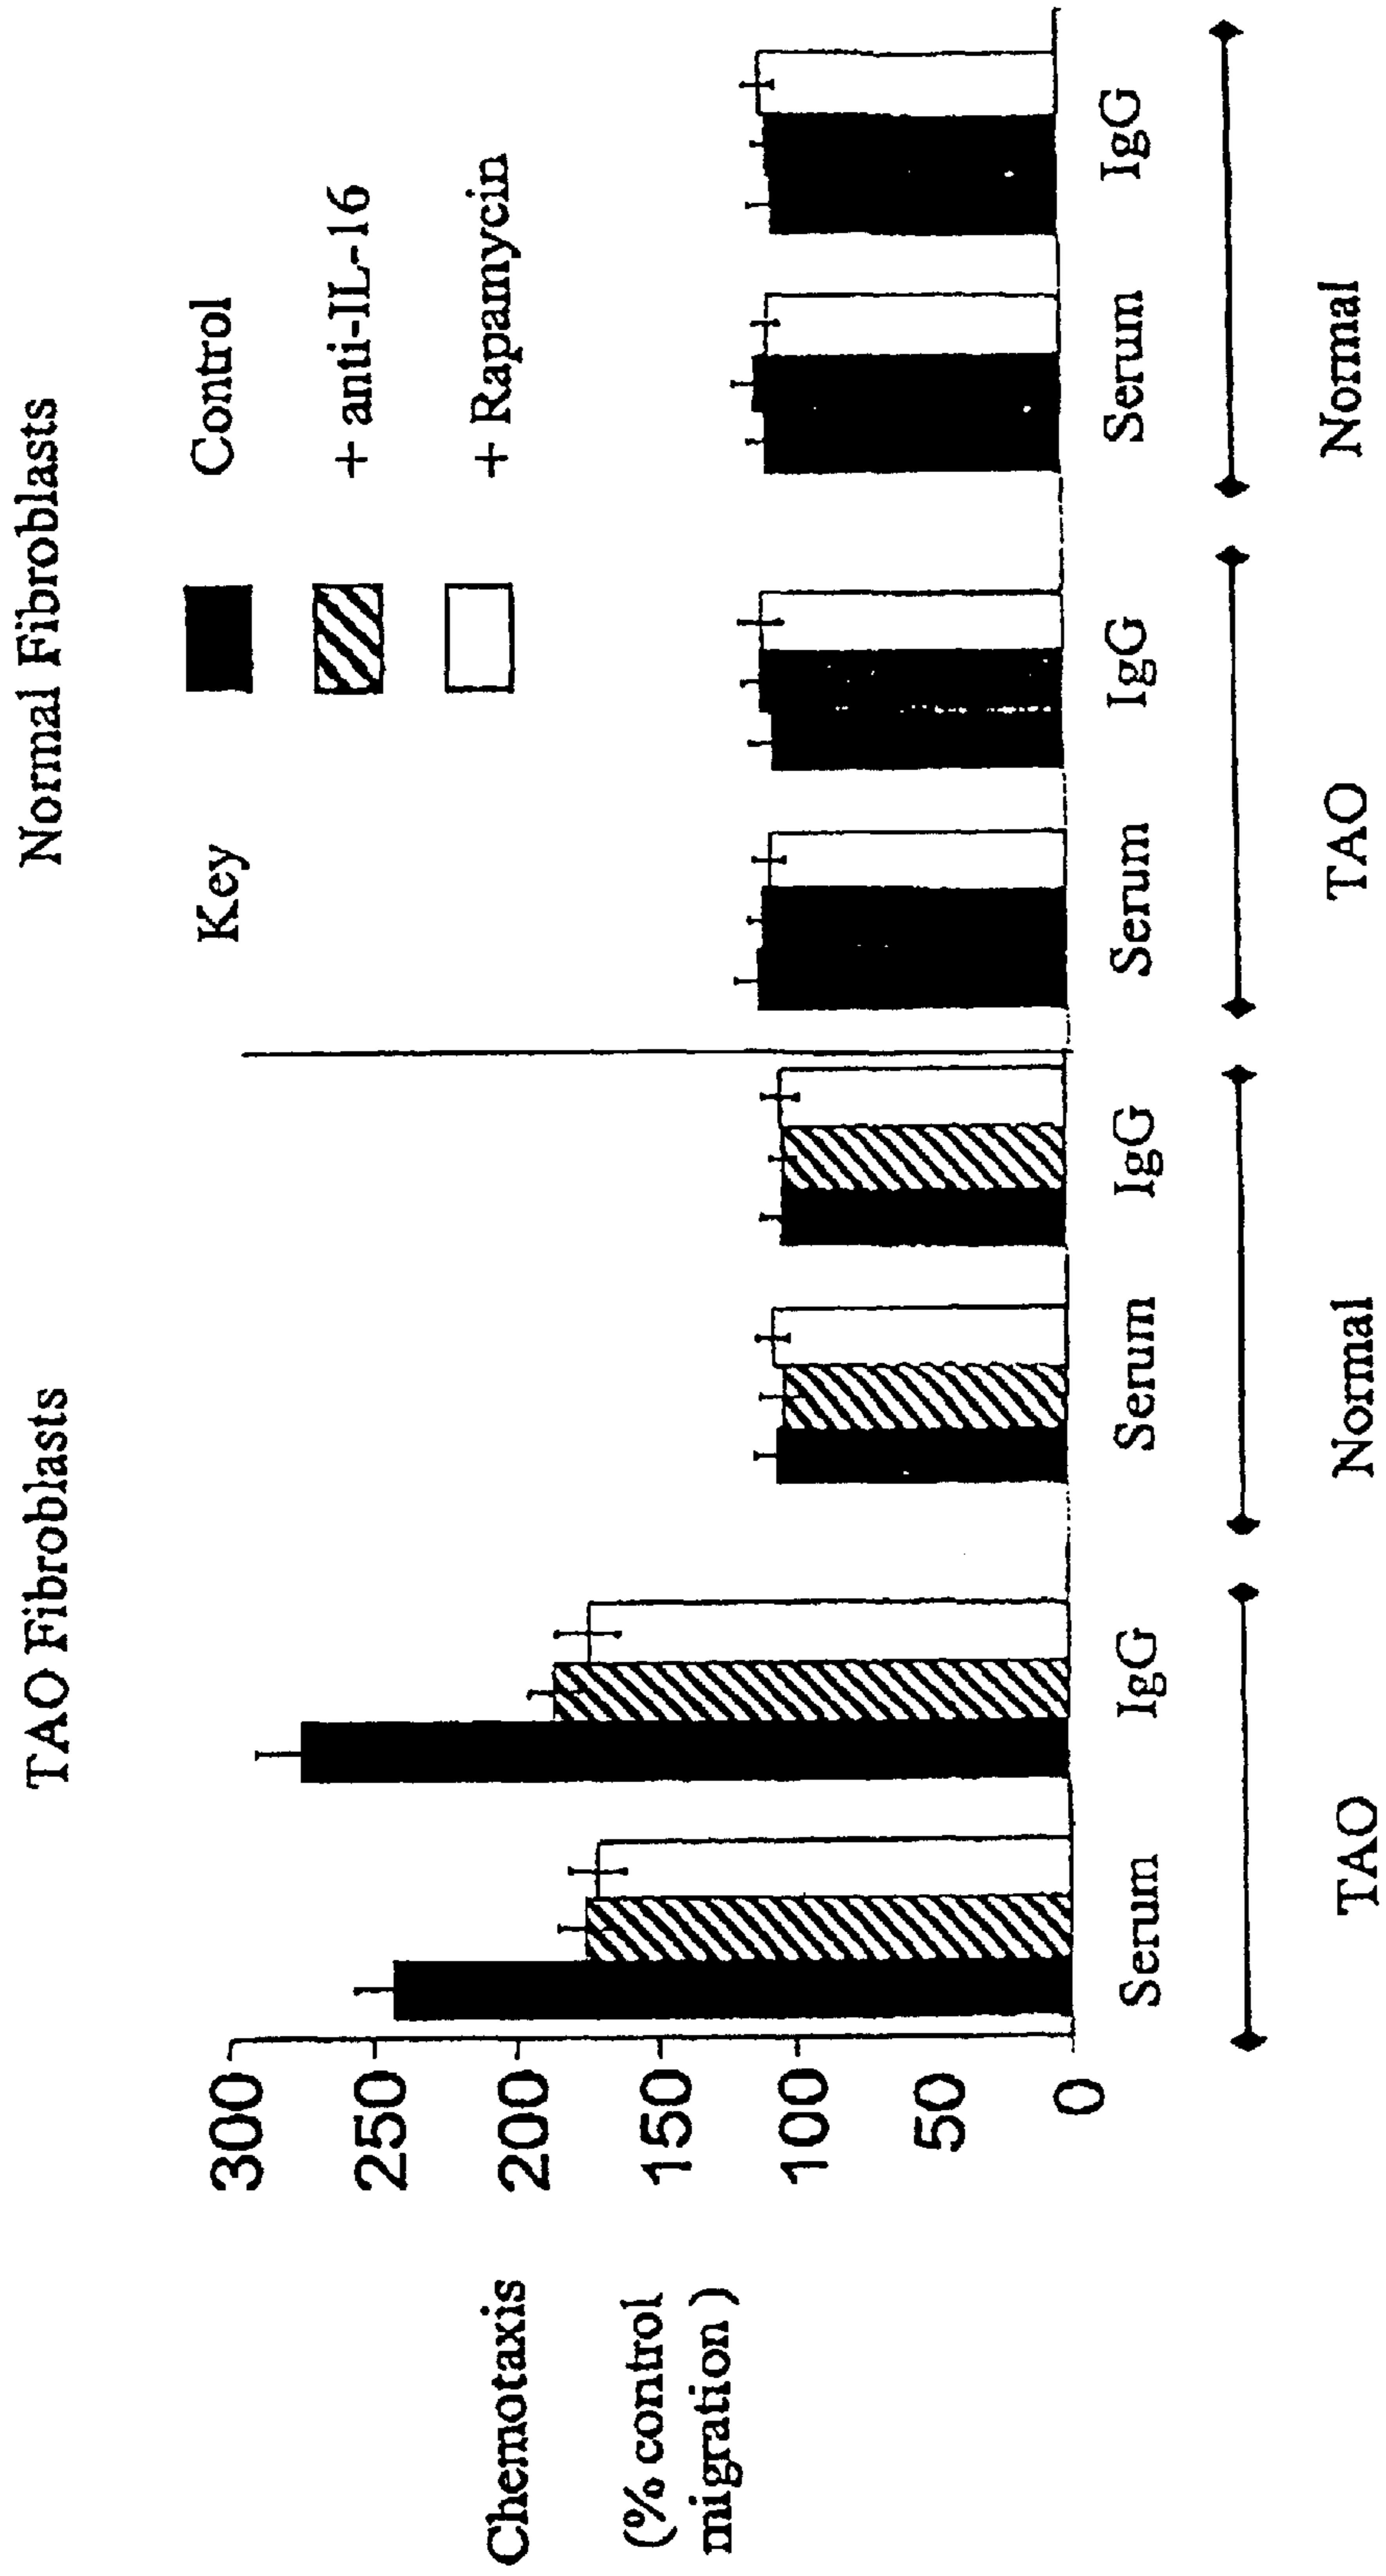 TAO Fibroblasts
Normal Fibroblasts
Key
Control
+ anti-IL-16
+ Rapamycin
Chemotaxis
(% control
migration)
300
250
200
150
100
50
0
Serum IgG Serum IgG Serum IgG Serum IgG
TAO Normal TAO Normal